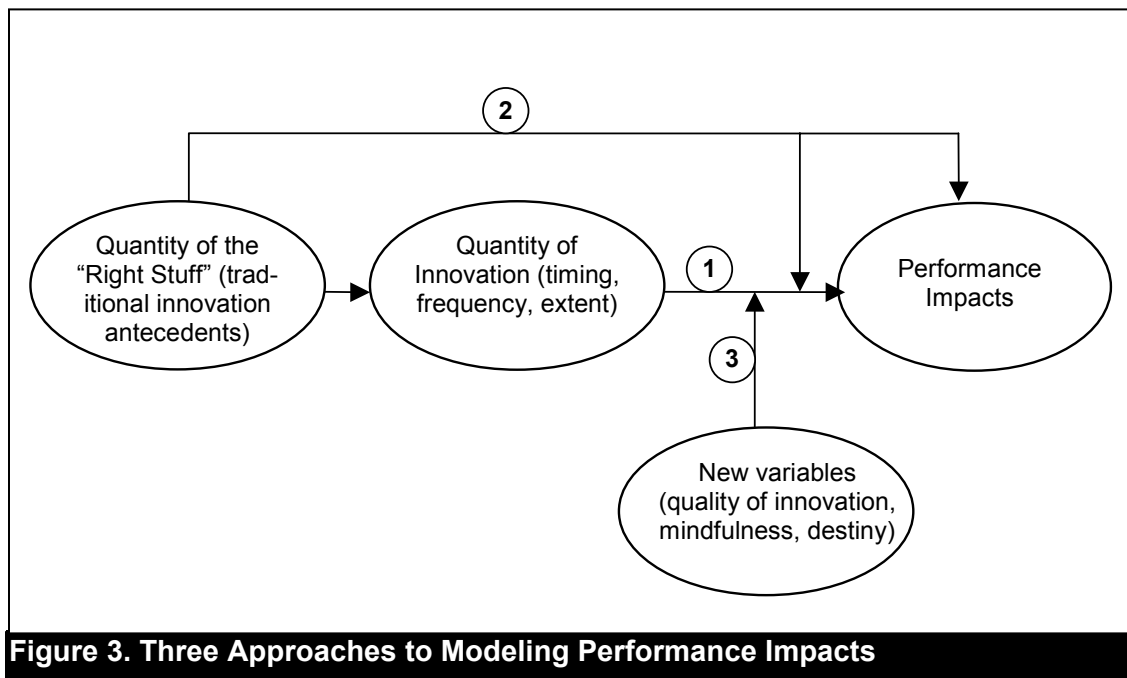 2
Quantity of the
“Right Stuff” (trad-
itional innovation
antecedents)
Quantity of
Innovation (timing,
frequency, extent)
1
Performance
Impacts
3
New variables
(quality of innovation,
mindfulness, destiny)
Figure 3. Three Approaches to Modeling Performance Impacts